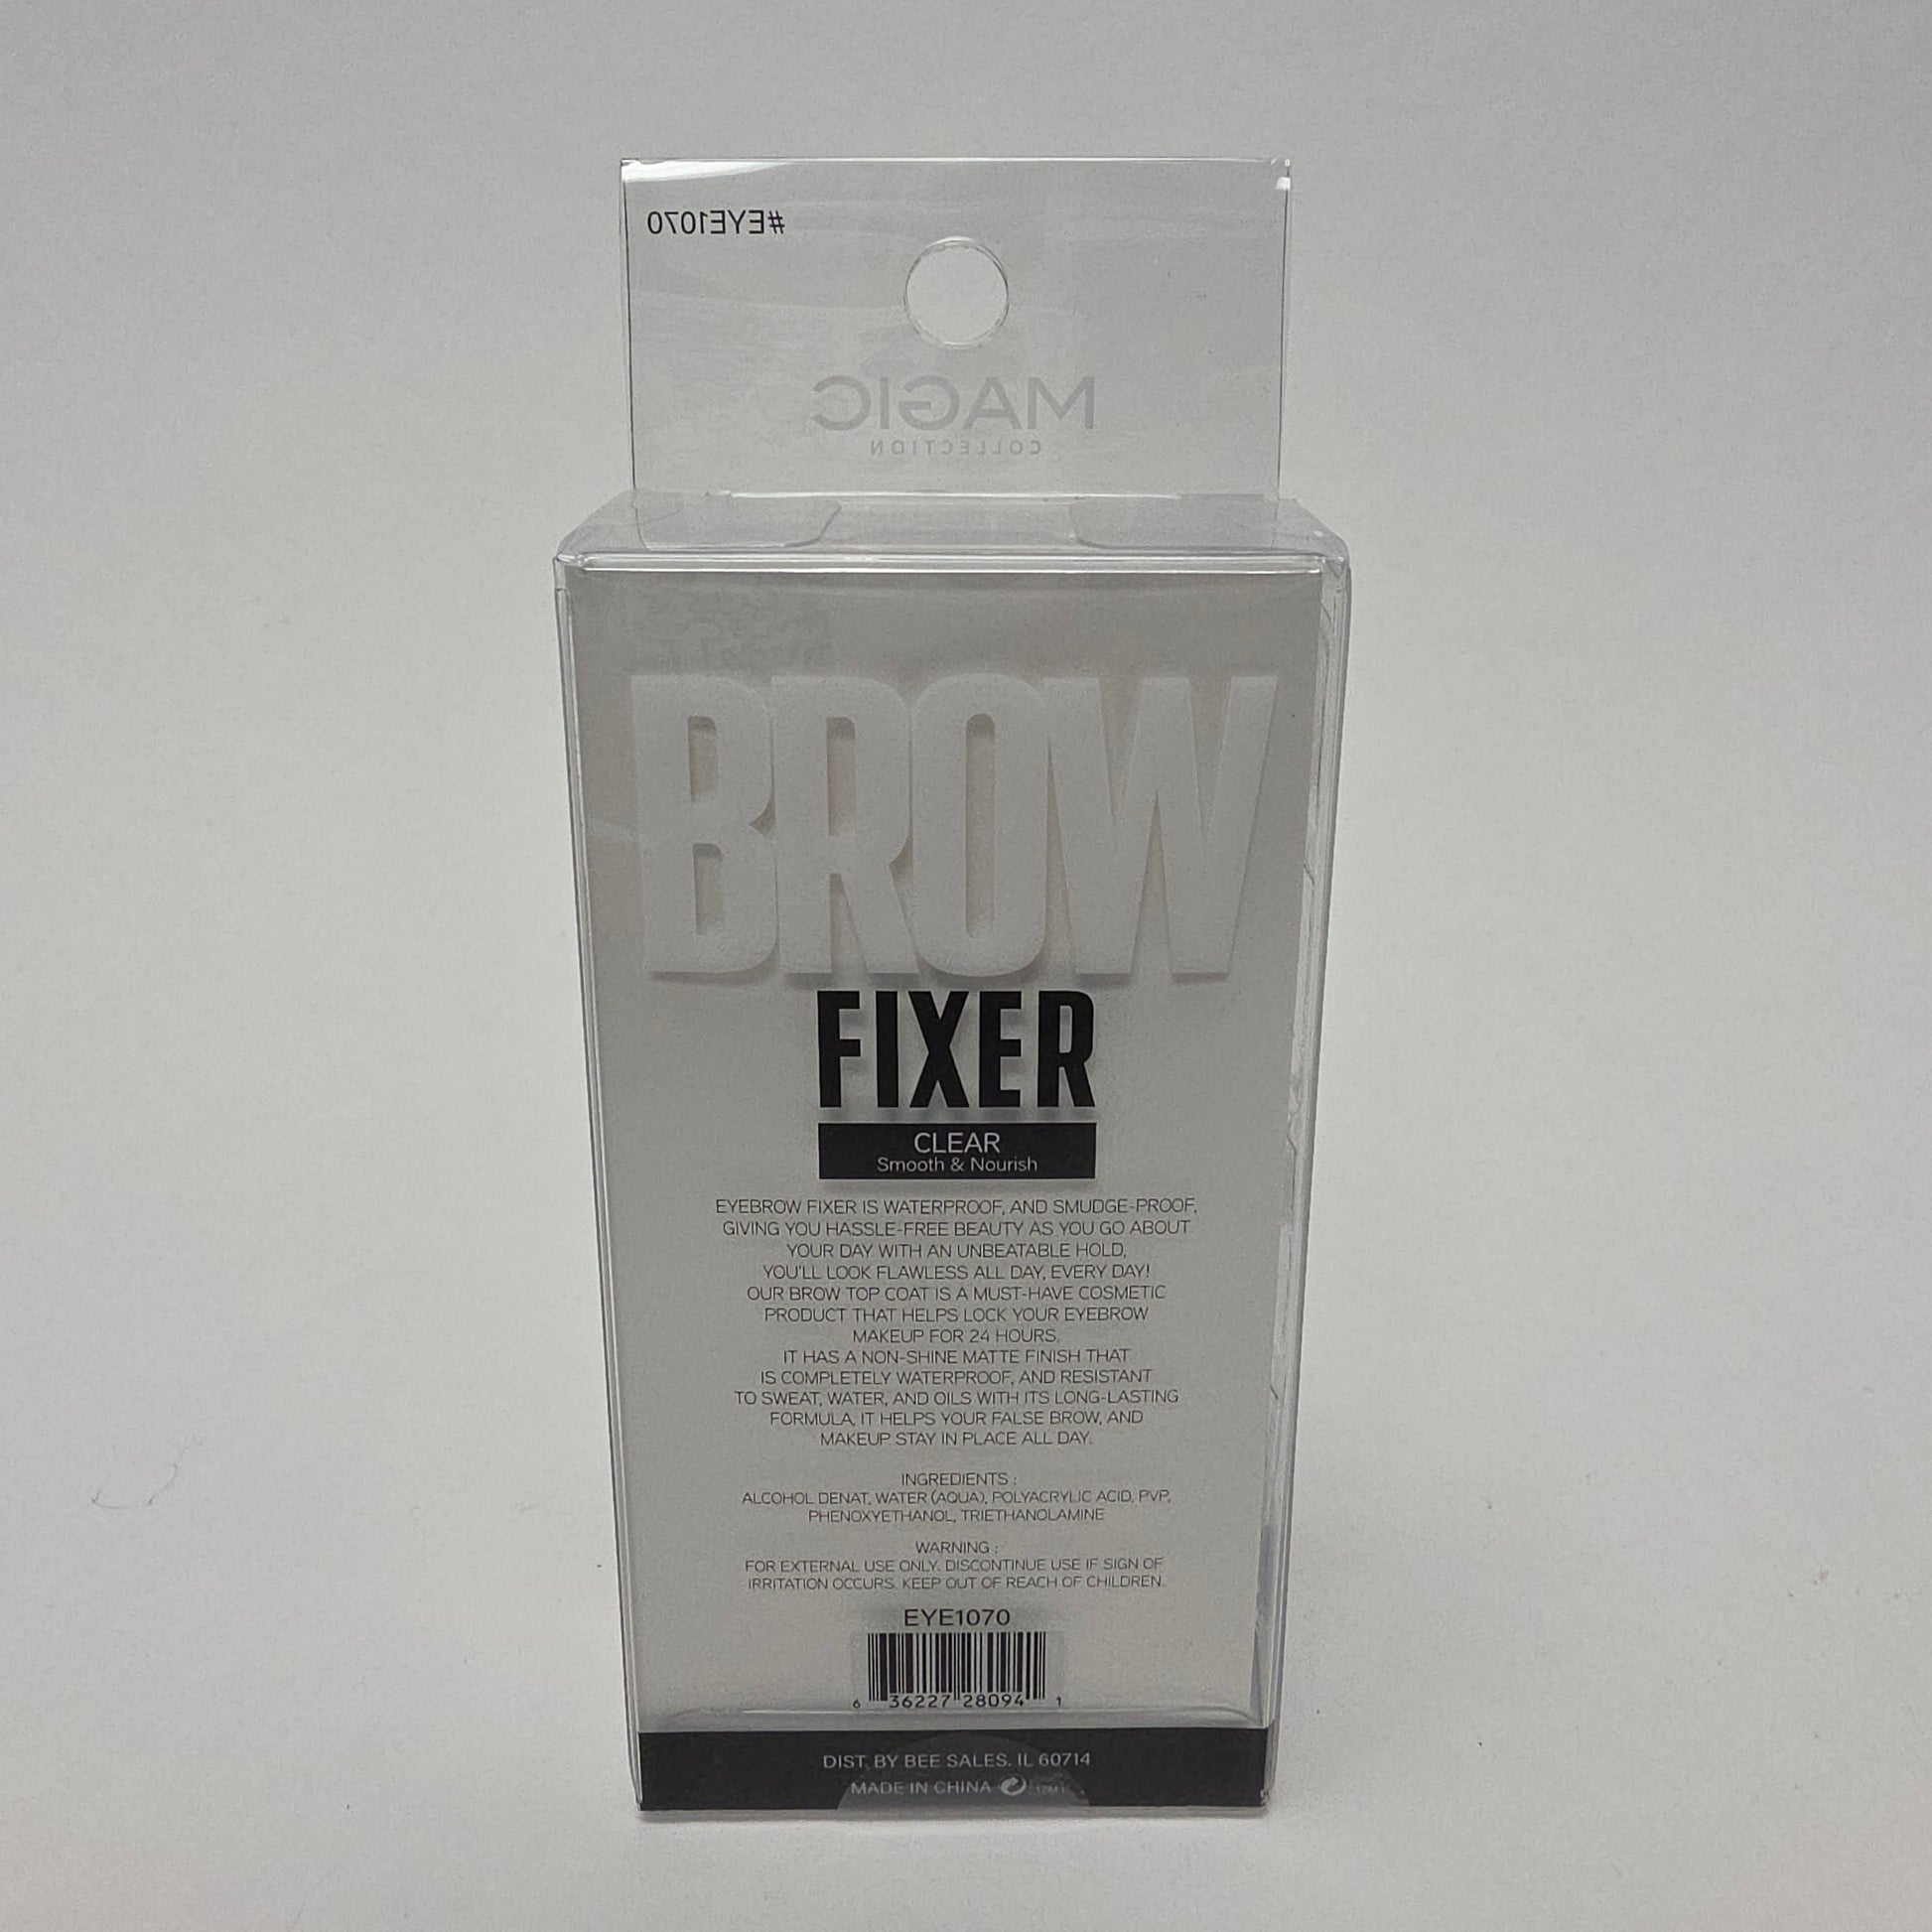 #EYE1070
MAGIC
COLLECTION
BROW
FIXER
CLEAR
Smooth & Nourish
EYEBROW FIXER IS WATERPROOF, AND SMUDGE-PROOF,
GIVING YOU HASSLE-FREE BEAUTY AS YOU GO ABOUT
YOUR DAY WITH AN UNBEATABLE HOLD,
YOU'LL LOOK FLAWLESS ALL DAY, EVERY DAY!
OUR BROW TOP COAT IS A MUST-HAVE COSMETIC
PRODUCT THAT HELPS LOCK YOUR EYEBROW
MAKEUP FOR 24 HOURS.
IT HAS A NON-SHINE MATTE FINISH THAT
IS COMPLETELY WATERPROOF, AND RESISTANT
TO SWEAT, WATER, AND OILS WITH ITS LONG-LASTING
FORMULA, IT HELPS YOUR FALSE BROW, AND
MAKEUP STAY IN PLACE ALL DAY.
INGREDIENTS :
ALCOHOL DENAT, WATER (AQUA), POLYACRYLIC ACID, PVP,
PHENOXYETHANOL, TRIETHANOLAMINE
WARNING :
FOR EXTERNAL USE ONLY. DISCONTINUE USE IF SIGN OF
IRRITATION OCCURS. KEEP OUT OF REACH OF CHILDREN.
EYE1070
6 36227 28094 1
DIST. BY BEE SALES. IL 60714
MADE IN CHINA